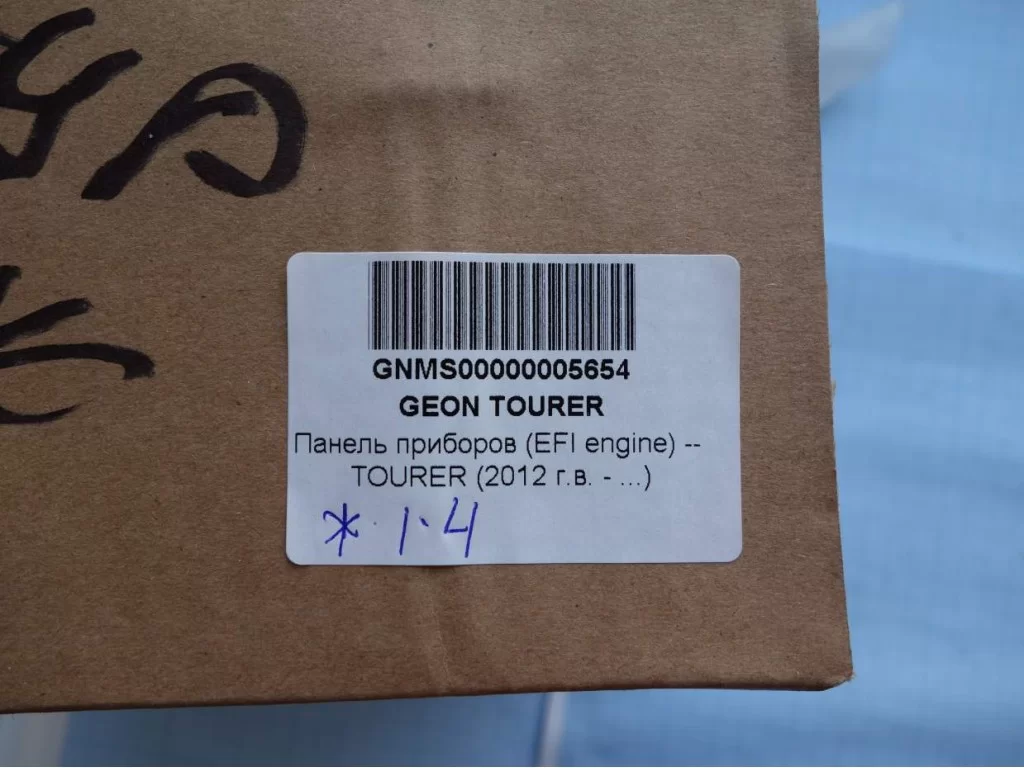 GNMS00000005654
GEON TOURER
Панель приборов (EFI engine) --
TOURER (2012 г.в. - ...)
* 1.4